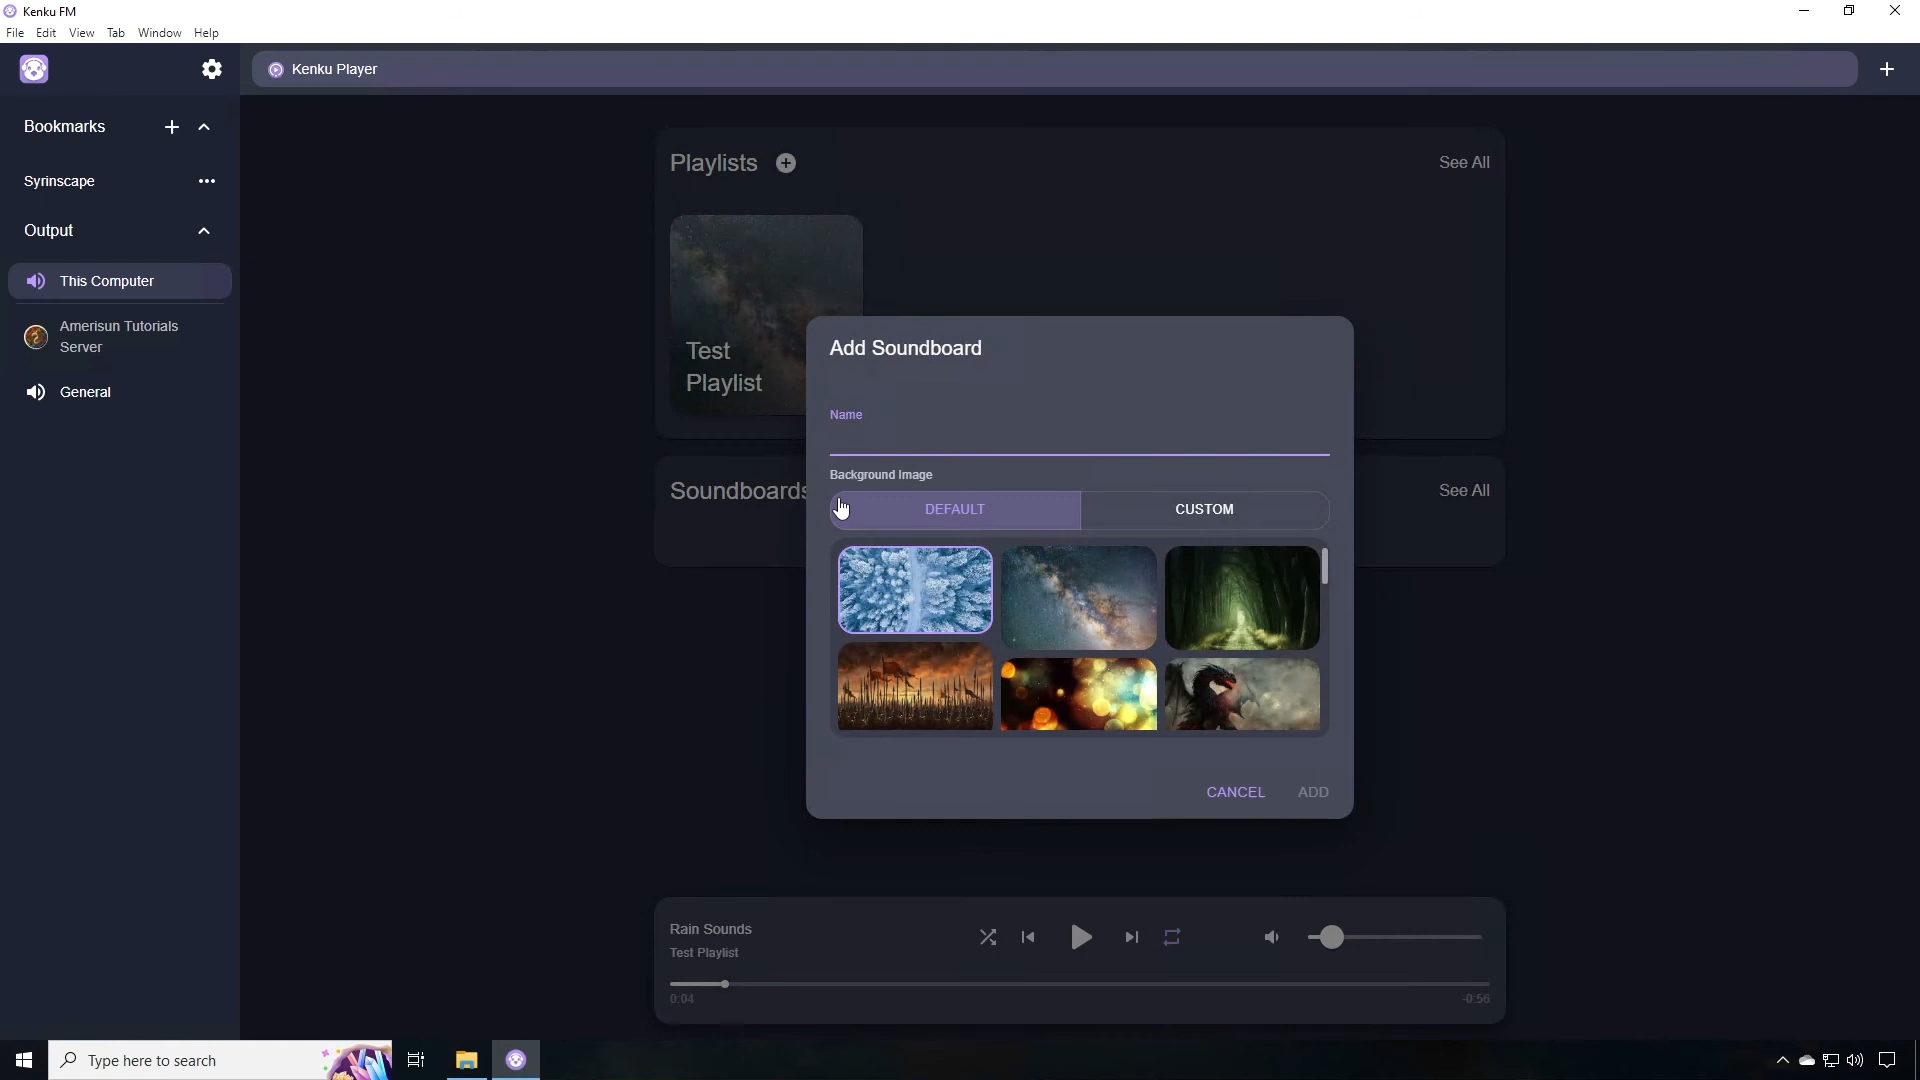 Kenku FM
File Edit View Tab Window Help
Kenku Player
Bookmarks
Syrinscape
Output
This Computer
Amerisun Tutorials
Server
General
Playlists
See All
Test
Playlist
Soundboards
See All
Add Soundboard
Name
Background Image
DEFAULT
CUSTOM
CANCEL
ADD
Rain Sounds
Test Playlist
0:04
-0:56
Type here to search